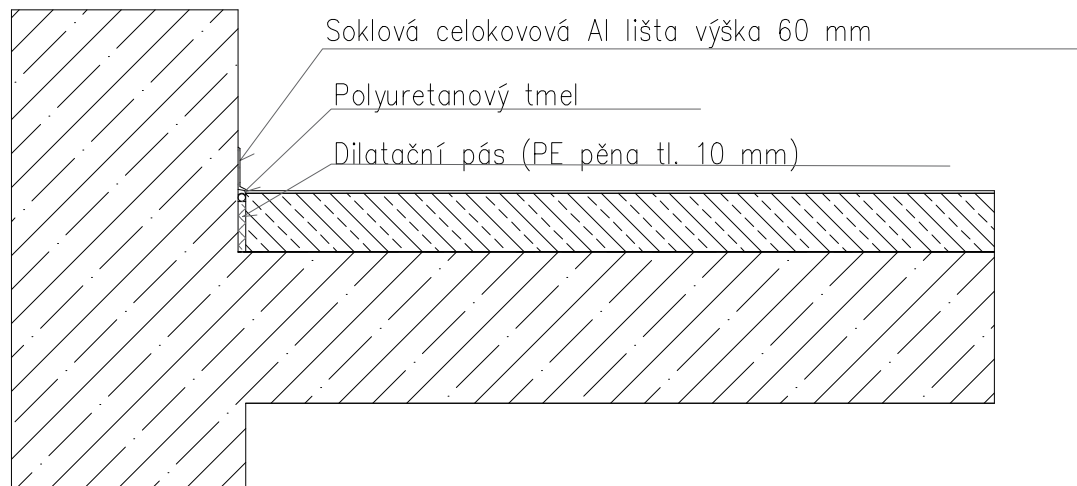 Soklová celokovová Al lišta výška 60 mm
Polyuretanový tmel
Dilatační pás (PE pěna tl. 10 mm)